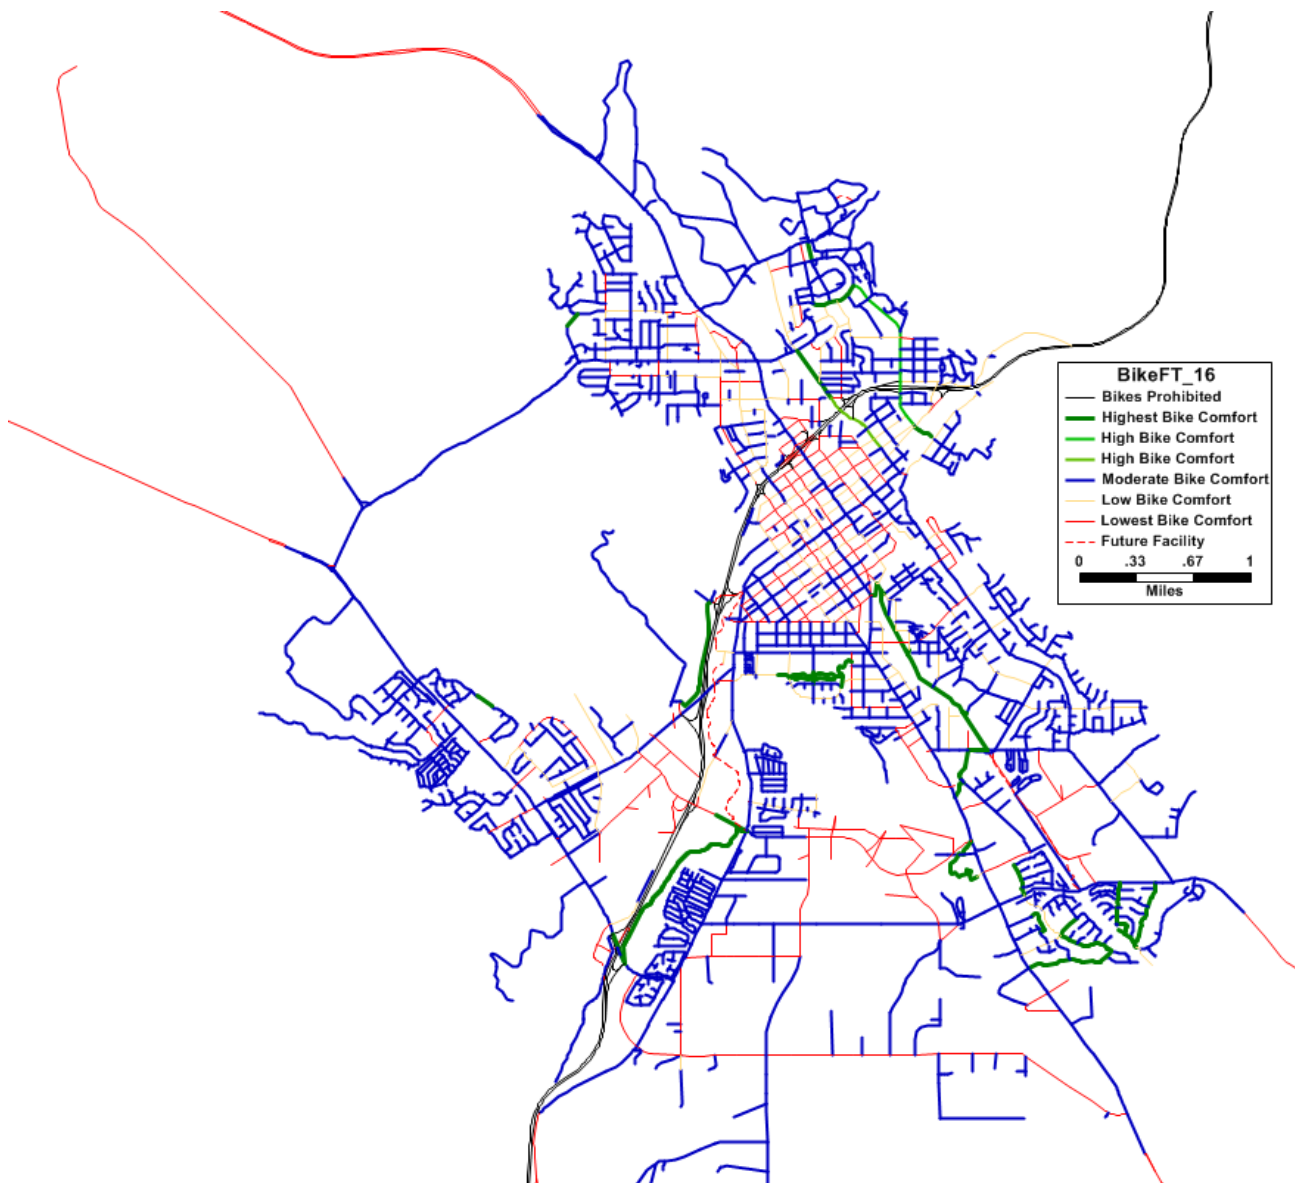 BikeFT_16
Bikes Prohibited
Highest Bike Comfort
High Bike Comfort
High Bike Comfort
Moderate Bike Comfort
Low Bike Comfort
Lowest Bike Comfort
Future Facility
0 .33 .67 1
Miles